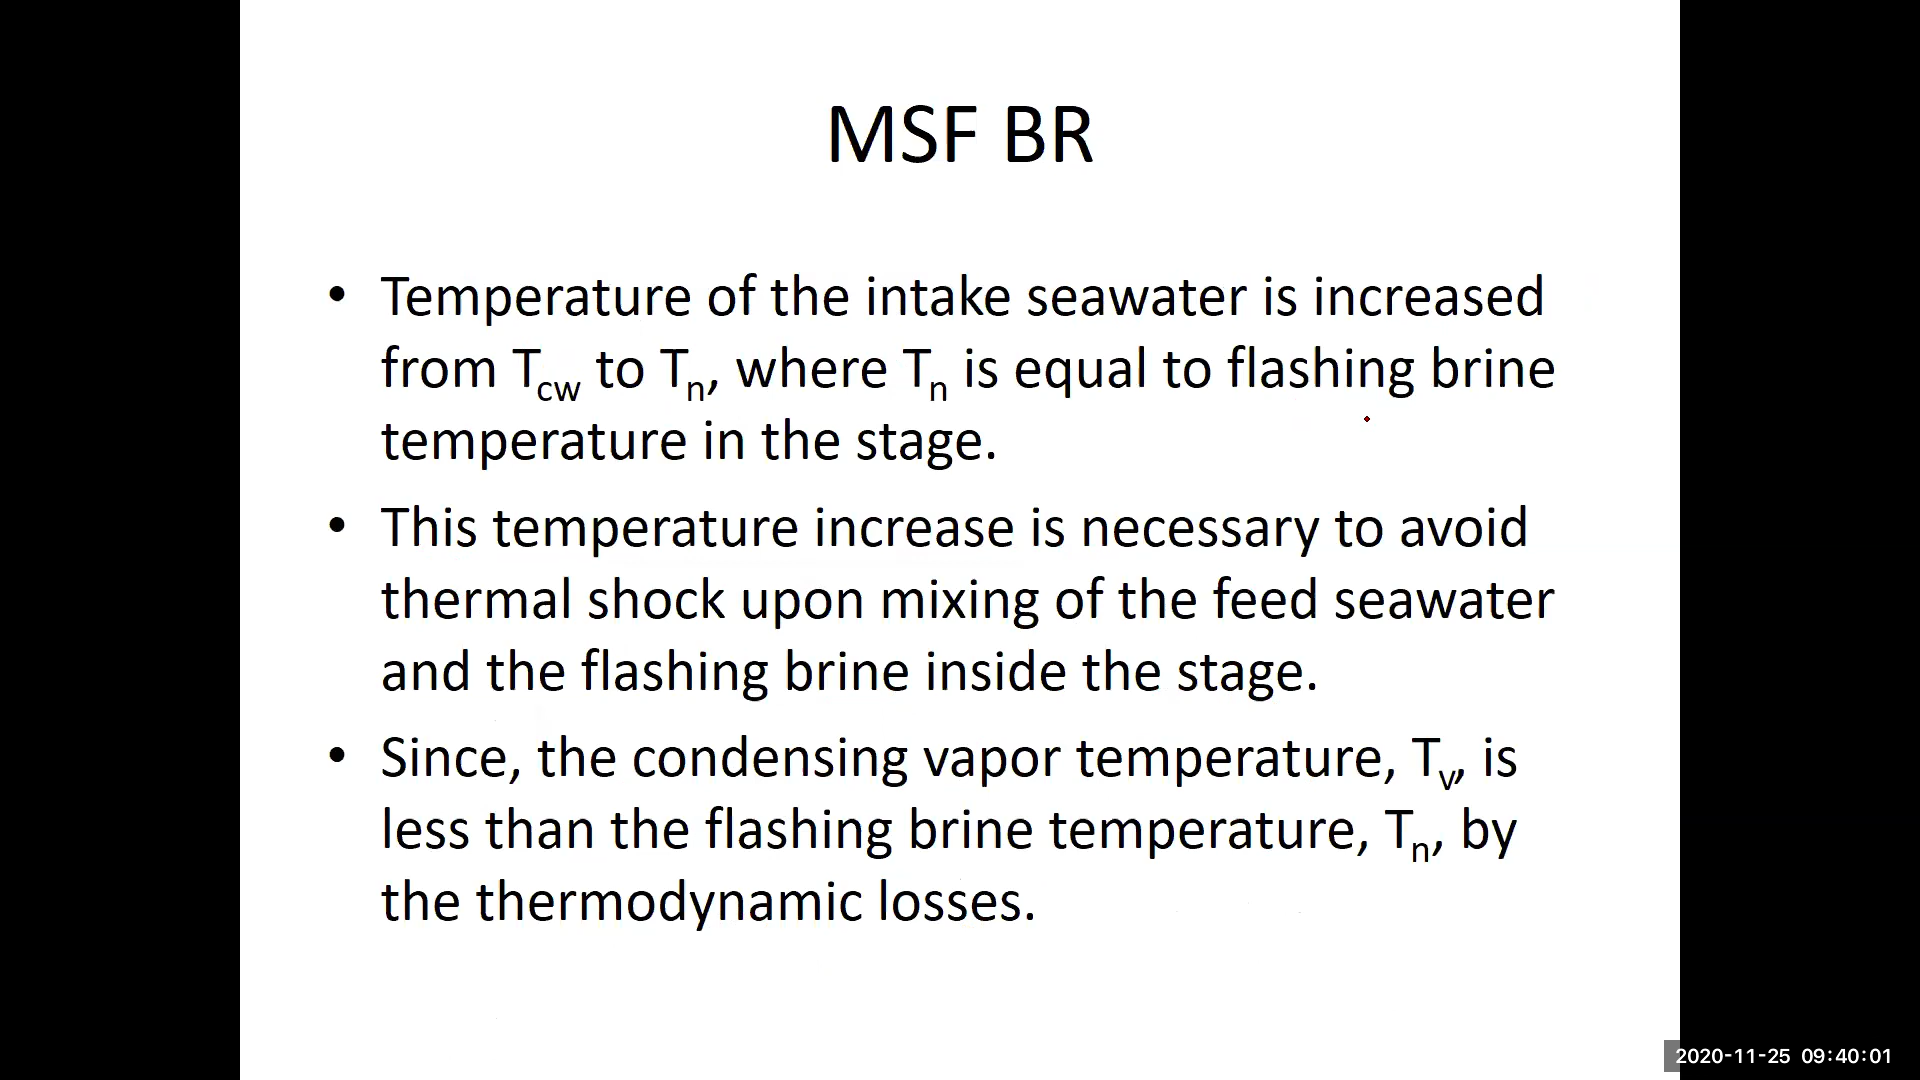 MSF BR
• Temperature of the intake seawater is increased
from Tcw to Tn, where Tn is equal to flashing brine
temperature in the stage.
• This temperature increase is necessary to avoid
thermal shock upon mixing of the feed seawater
and the flashing brine inside the stage.
• Since, the condensing vapor temperature, Tv, is
less than the flashing brine temperature, Tn, by
the thermodynamic losses.
2020-11-25 09:40:01